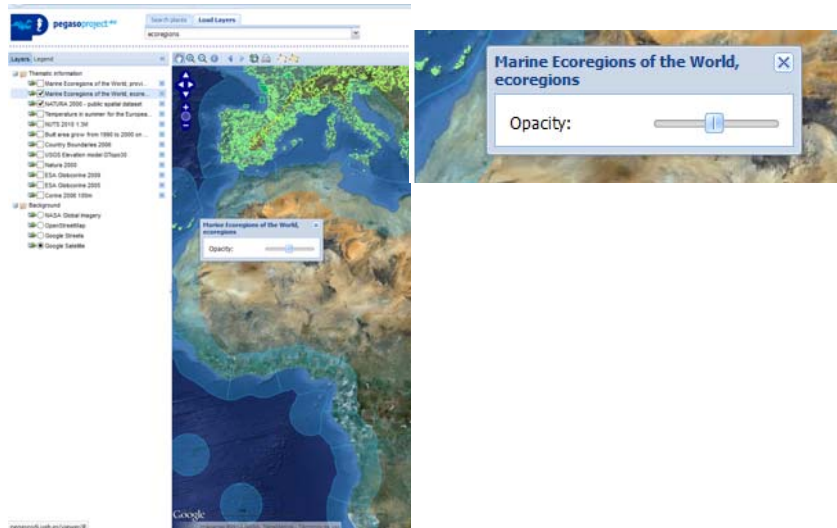 pegasoproject.eu
Search places Load Layers
ecoregions
Layers Legend
Thematic information
Marine Ecoregions of the World, provi...
Marine Ecoregions of the World, ecore...
NATURA 2000 - public spatial dataset
Temperature in summer for the Europea...
NUTS 2010 1:3M
Built area grow from 1990 to 2000 on ...
Country Boundaries 2006
USGS Elevation model GTopo30
Natura 2000
ESA Globcorine 2009
ESA Globcorine 2005
Corine 2006 100m
Background
NASA Global Imagery
OpenStreetMap
Google Streets
Google Satellite
Marine Ecoregions of the World,
ecoregions
Opacity:
Google
Marine Ecoregions of the World,
ecoregions
Opacity: